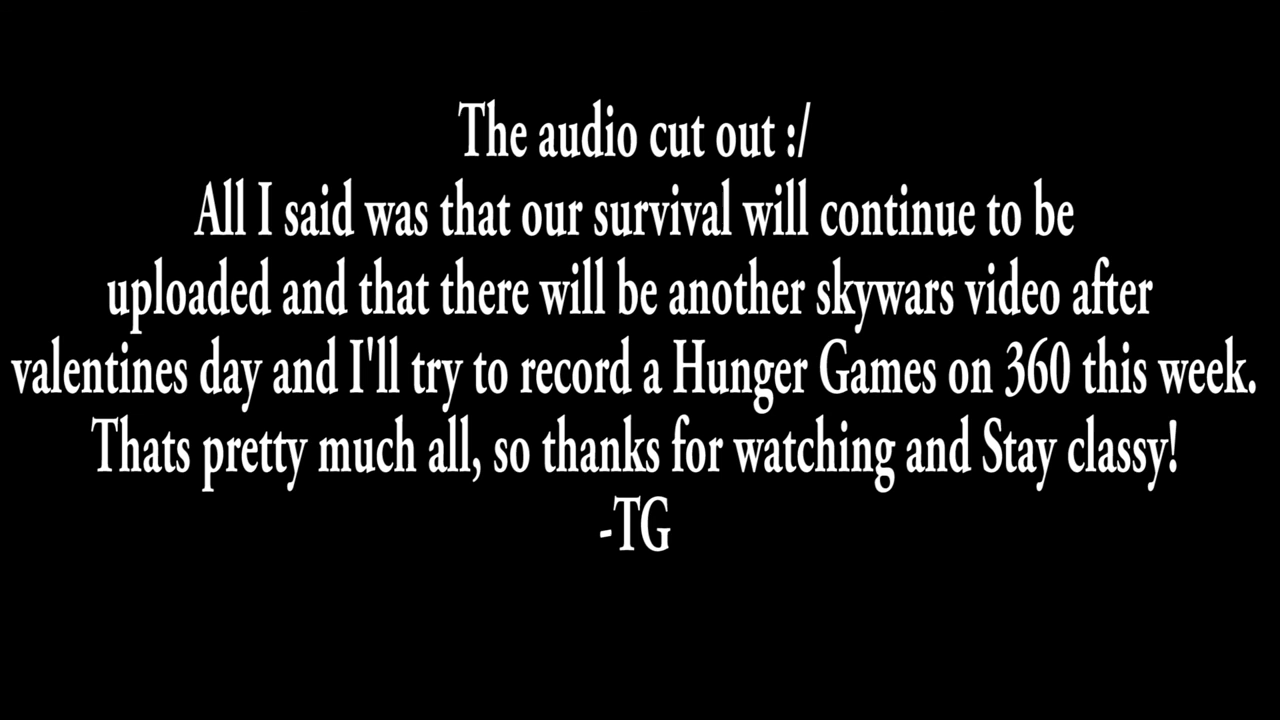 The audio cut out :/
All I said was that our survival will continue to be
uploaded and that there will be another skywars video after
valentines day and I'll try to record a Hunger Games on 360 this week.
Thats pretty much all, so thanks for watching and Stay classy!
-TG